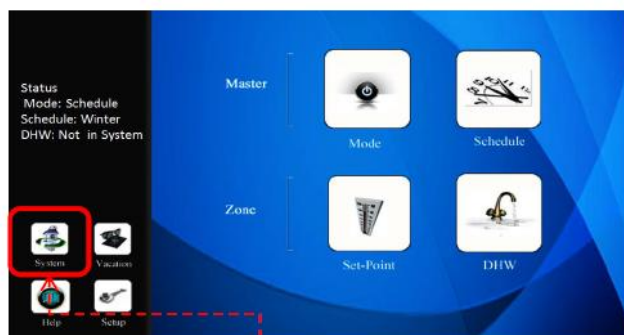 Status
Mode: Schedule
Schedule: Winter
DHW: Not in System
Master
Mode
Schedule
Zone
Set-Point
DHW
System
Vacation
Help
Setup